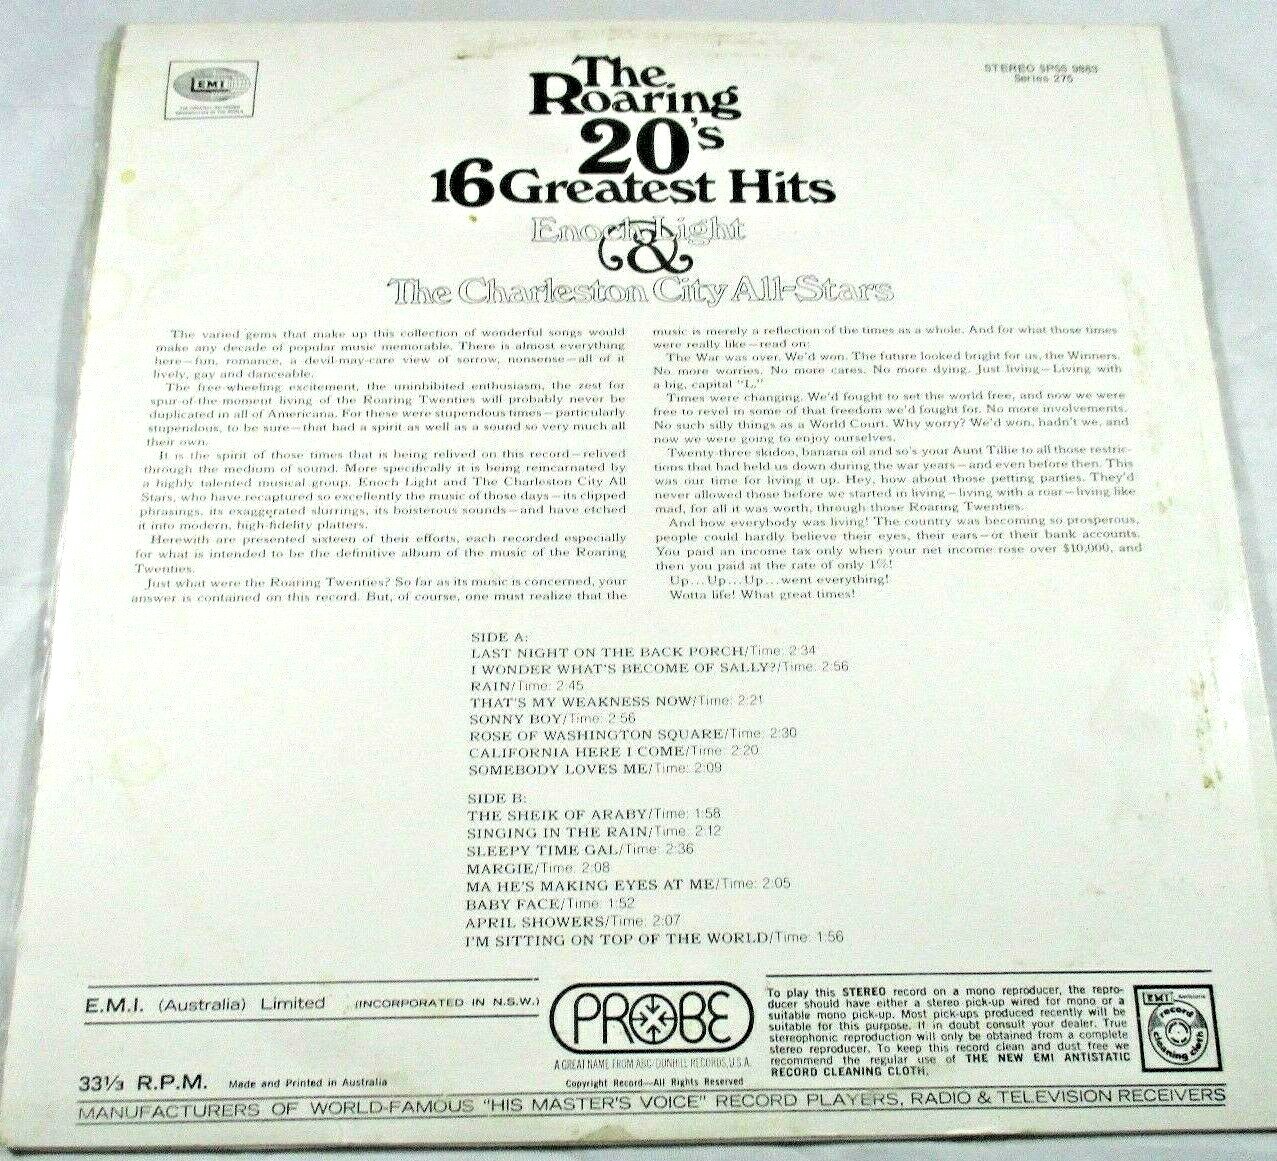 EMI
THE GREATEST RECORDING
ORGANISATION IN THE WORLD
STEREO SPSS 9883
Series 275
The
Roaring
20's
16 Greatest Hits
Enoch Light
&
The Charleston City All-Stars
The varied gems that make up this collection of wonderful songs would
make any decade of popular music memorable. There is almost everything
here—fun, romance, a devil-may-care view of sorrow, nonsense—all of it
lively, gay and danceable.
The free-wheeling excitement, the uninhibited enthusiasm, the zest for
spur-of-the-moment living of the Roaring Twenties will probably never be
duplicated in all of Americana. For these were stupendous times—particularly
stupendous, to be sure—that had a spirit as well as a sound so very much all
their own.
It is the spirit of those times that is being relived on this record—relived
through the medium of sound. More specifically it is being reincarnated by
a highly talented musical group, Enoch Light and The Charleston City All
Stars, who have recaptured so excellently the music of those days—its clipped
phrasings, its exaggerated slurrings, its boisterous sounds—and have etched
it into modern, high-fidelity platters.
Herewith are presented sixteen of their efforts, each recorded especially
for what is intended to be the definitive album of the music of the Roaring
Twenties.
Just what were the Roaring Twenties? So far as its music is concerned, your
answer is contained on this record. But, of course, one must realize that the
music is merely a reflection of the times as a whole. And for what those times
were really like—read on:
The War was over. We'd won. The future looked bright for us, the Winners.
No more worries. No more cares. No more dying. Just living—Living with
a big, capital "L."
Times were changing. We'd fought to set the world free, and now we were
free to revel in some of that freedom we'd fought for. No more involvements.
No such silly things as a World Court. Why worry? We'd won, hadn't we, and
now we were going to enjoy ourselves.
Twenty-three skidoo, banana oil and so's your Aunt Tillie to all those restric-
tions that had held us down during the war years—and even before then. This
was our time for living it up. Hey, how about those petting parties. They'd
never allowed those before we started in living—living with a roar—living like
mad, for all it was worth, through those Roaring Twenties.
And how everybody was living! The country was becoming so prosperous,
people could hardly believe their eyes, their ears—or their bank accounts.
You paid an income tax only when your net income rose over $10,000, and
then you paid at the rate of only 1%!
Up...Up...Up...went everything!
Wotta life! What great times!
SIDE A:
LAST NIGHT ON THE BACK PORCH/Time: 2:34
I WONDER WHAT'S BECOME OF SALLY?/Time: 2:56
RAIN/Time: 2:45
THAT'S MY WEAKNESS NOW/Time: 2:21
SONNY BOY/Time: 2:56
ROSE OF WASHINGTON SQUARE/Time: 2:30
CALIFORNIA HERE I COME/Time: 2:20
SOMEBODY LOVES ME/Time: 2:09
SIDE B:
THE SHEIK OF ARABY/Time: 1:58
SINGING IN THE RAIN/Time: 2:12
SLEEPY TIME GAL/Time: 2:36
MARGIE/Time: 2:08
MA HE'S MAKING EYES AT ME/Time: 2:05
BABY FACE/Time: 1:52
APRIL SHOWERS/Time: 2:07
I'M SITTING ON TOP OF THE WORLD/Time: 1:56
E.M.I. (Australia) Limited (INCORPORATED IN N.S.W.)
33⅓ R.P.M. Made and Printed in Australia
PROBE
A GREAT NAME FROM ABC-DUNHILL RECORDS, U.S.A.
Copyright Record—All Rights Reserved
To play this STEREO record on a mono reproducer, the repro-
ducer should have either a stereo pick-up wired for mono or a
suitable mono pick-up. Most pick-ups produced recently will be
suitable for this purpose. If in doubt consult your dealer. True
stereophonic reproduction will only be obtained from a complete
stereo reproducer. To keep this record clean and dust free we
recommend the regular use of THE NEW EMI ANTISTATIC
RECORD CLEANING CLOTH.
EMI
record
cleaning cloth
MANUFACTURERS OF WORLD-FAMOUS "HIS MASTER'S VOICE" RECORD PLAYERS, RADIO & TELEVISION RECEIVERS